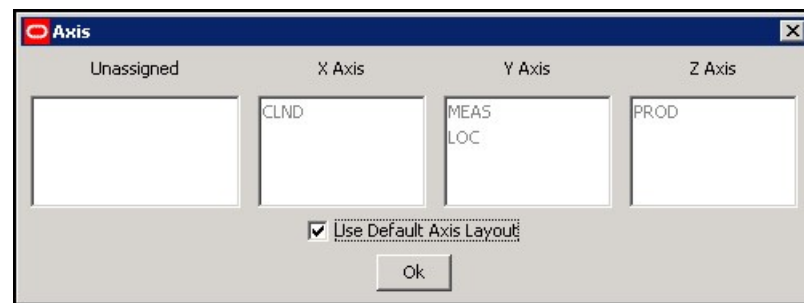 Axis
Unassigned X Axis Y Axis Z Axis
CLND MEAS PROD
LOC
Use Default Axis Layout
Ok